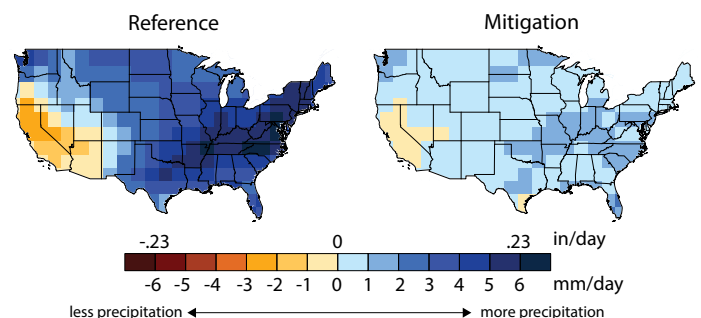 Reference Mitigation
-.23 0 .23 in/day
-6 -5 -4 -3 -2 -1 0 1 2 3 4 5 6 mm/day
less precipitation more precipitation